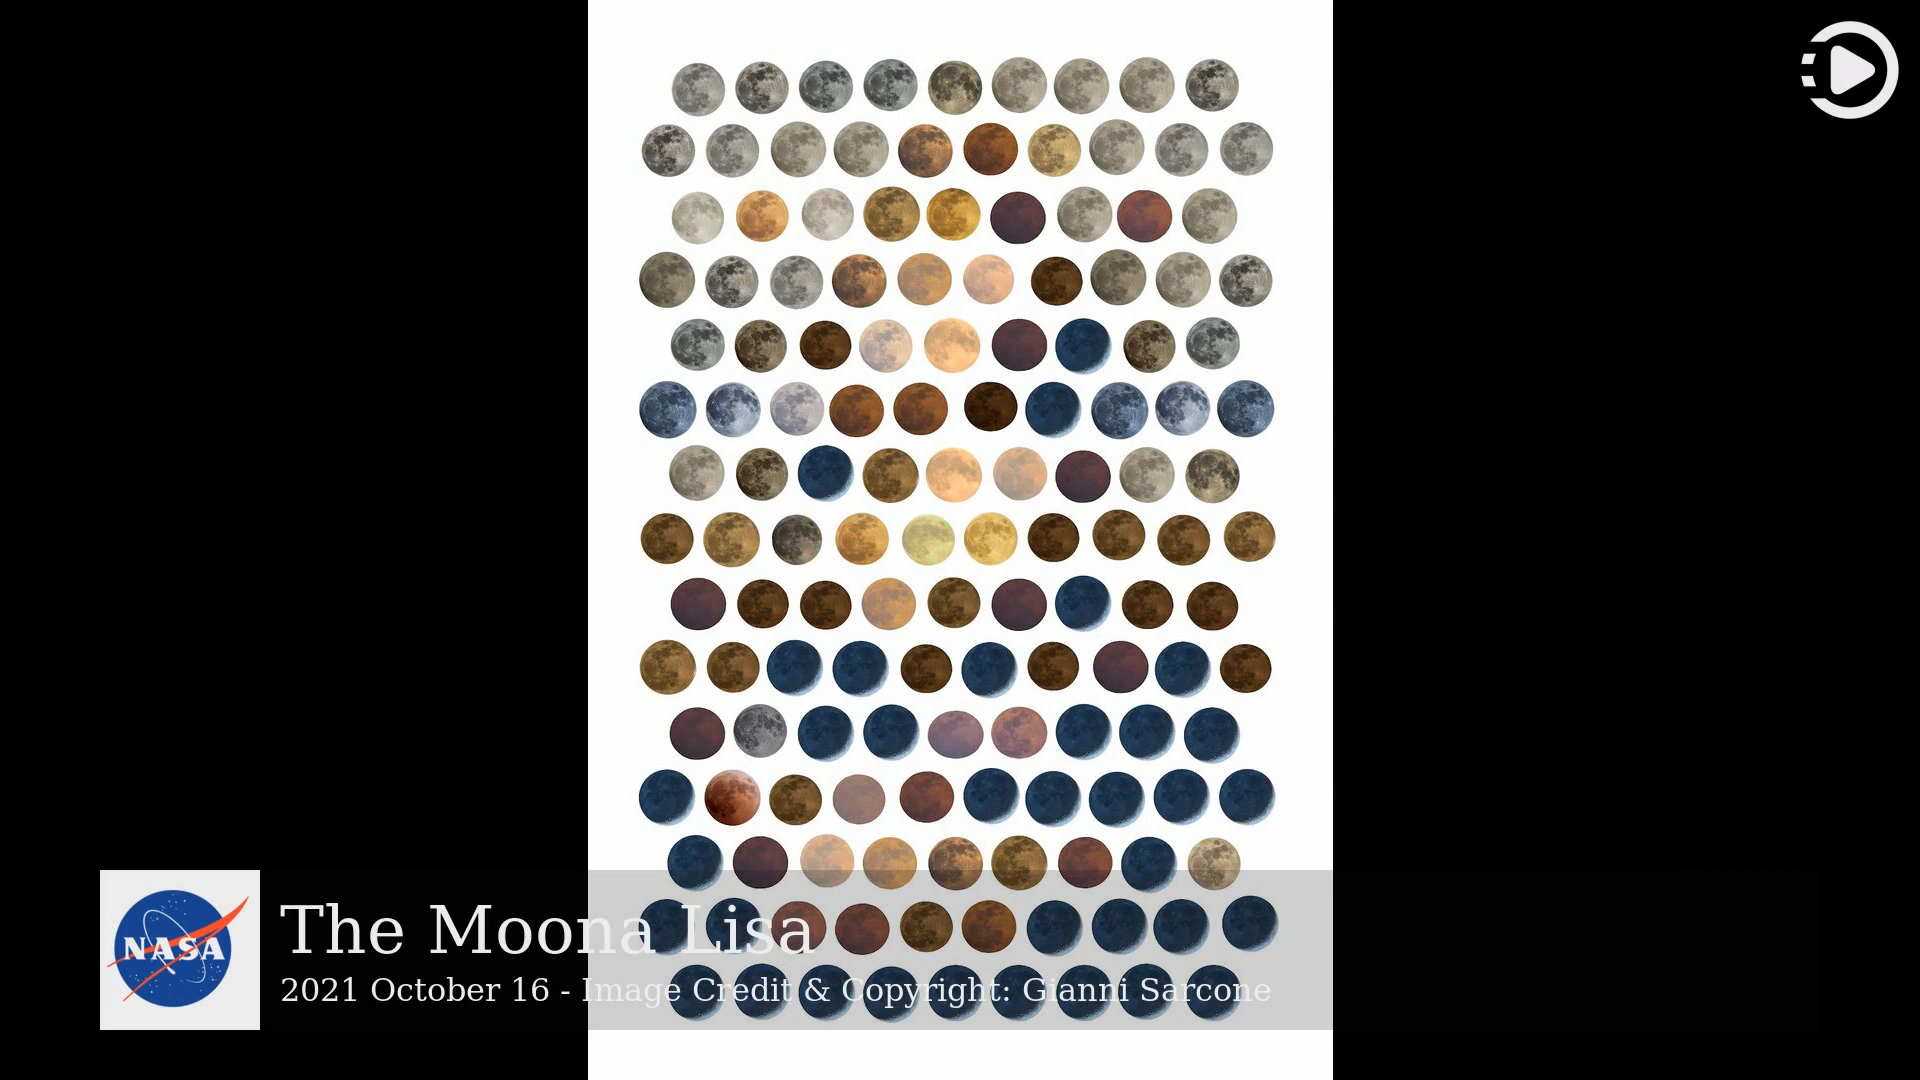 NASA
The Moona Lisa
2021 October 16 - Image Credit & Copyright: Gianni Sarcone